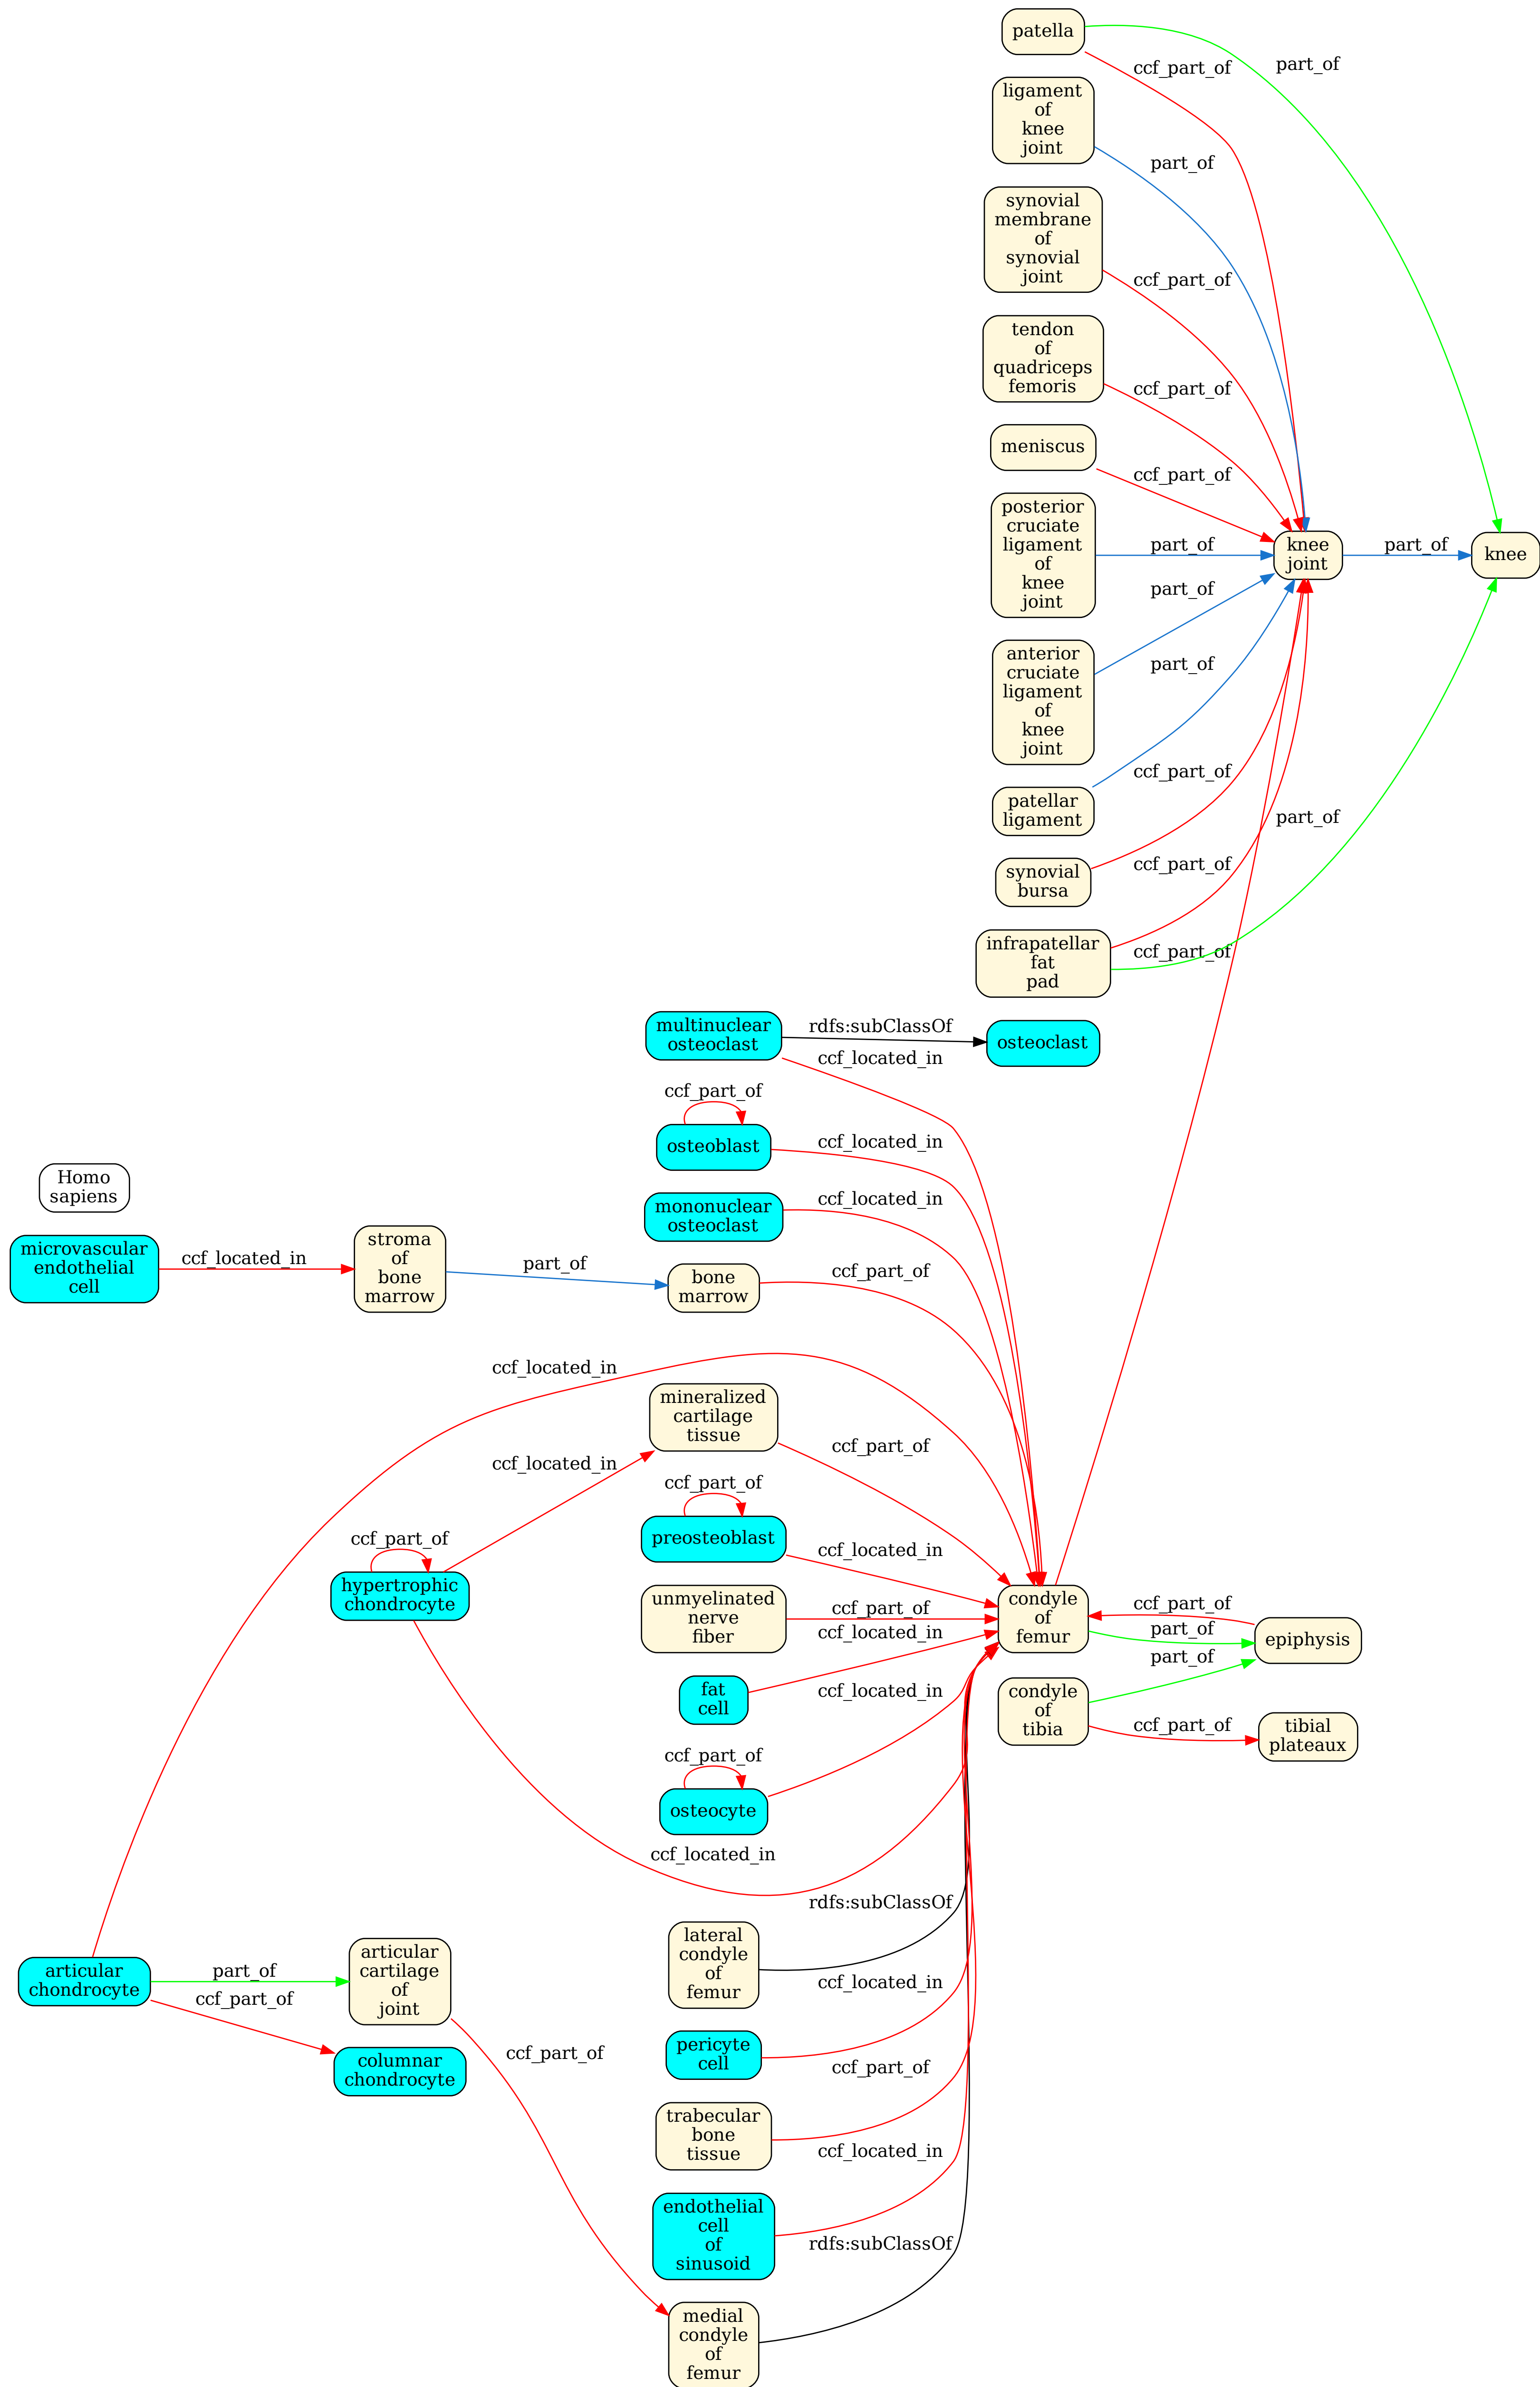 patella
ccf_part_of
part_of
ligament
of
knee
joint
part_of
synovial
membrane
of
synovial
joint
ccf_part_of
tendon
of
quadriceps
femoris
ccf_part_of
meniscus
ccf_part_of
posterior
cruciate
ligament
of
knee
joint
part_of
knee
joint
part_of
knee
anterior
cruciate
ligament
of
knee
joint
part_of
part_of
patellar
ligament
ccf_part_of
part_of
synovial
bursa
ccf_part_of
infrapatellar
fat
pad
ccf_part_of
multinuclear
osteoclast
rdfs:subClassOf
osteoclast
ccf_located_in
ccf_part_of
osteoblast
ccf_located_in
Homo
sapiens
mononuclear
osteoclast
ccf_located_in
microvascular
endothelial
cell
ccf_located_in
stroma
of
bone
marrow
part_of
bone
marrow
ccf_part_of
ccf_located_in
mineralized
cartilage
tissue
ccf_part_of
ccf_located_in
ccf_part_of
preosteoblast
ccf_located_in
ccf_part_of
hypertrophic
chondrocyte
unmyelinated
nerve
fiber
ccf_part_of
ccf_located_in
condyle
of
femur
ccf_part_of
part_of
epiphysis
part_of
fat
cell
ccf_located_in
condyle
of
tibia
ccf_part_of
tibial
plateaux
ccf_part_of
osteocyte
ccf_located_in
rdfs:subClassOf
lateral
condyle
of
femur
articular
chondrocyte
part_of
ccf_part_of
articular
cartilage
of
joint
ccf_located_in
columnar
chondrocyte
ccf_part_of
pericyte
cell
ccf_part_of
trabecular
bone
tissue
ccf_located_in
endothelial
cell
of
sinusoid
rdfs:subClassOf
medial
condyle
of
femur